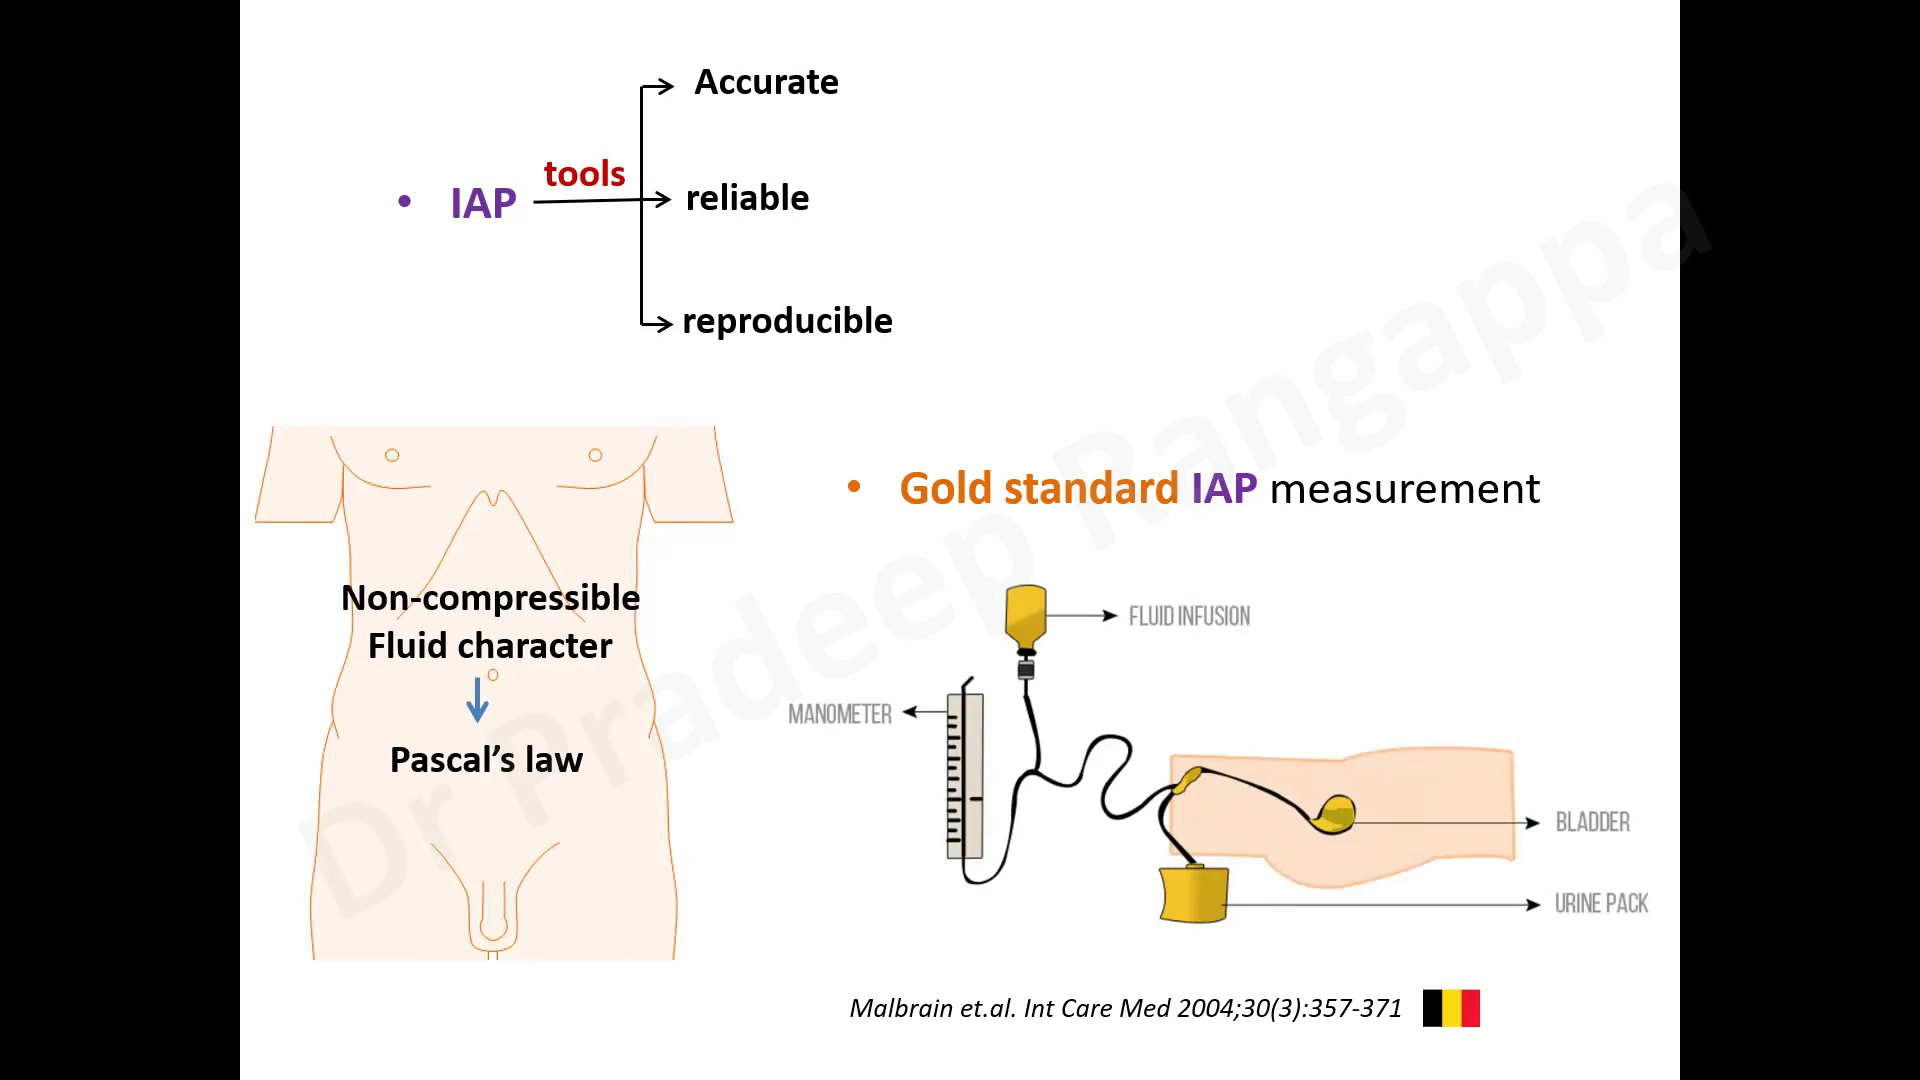 Accurate
tools
• IAP
reliable
reproducible
• Gold standard IAP measurement
Non-compressible
Fluid character
Pascal’s law
FLUID INFUSION
MANOMETER
BLADDER
URINE PACK
Malbrain et.al. Int Care Med 2004;30(3):357-371
Dr Pradeep Rangappa